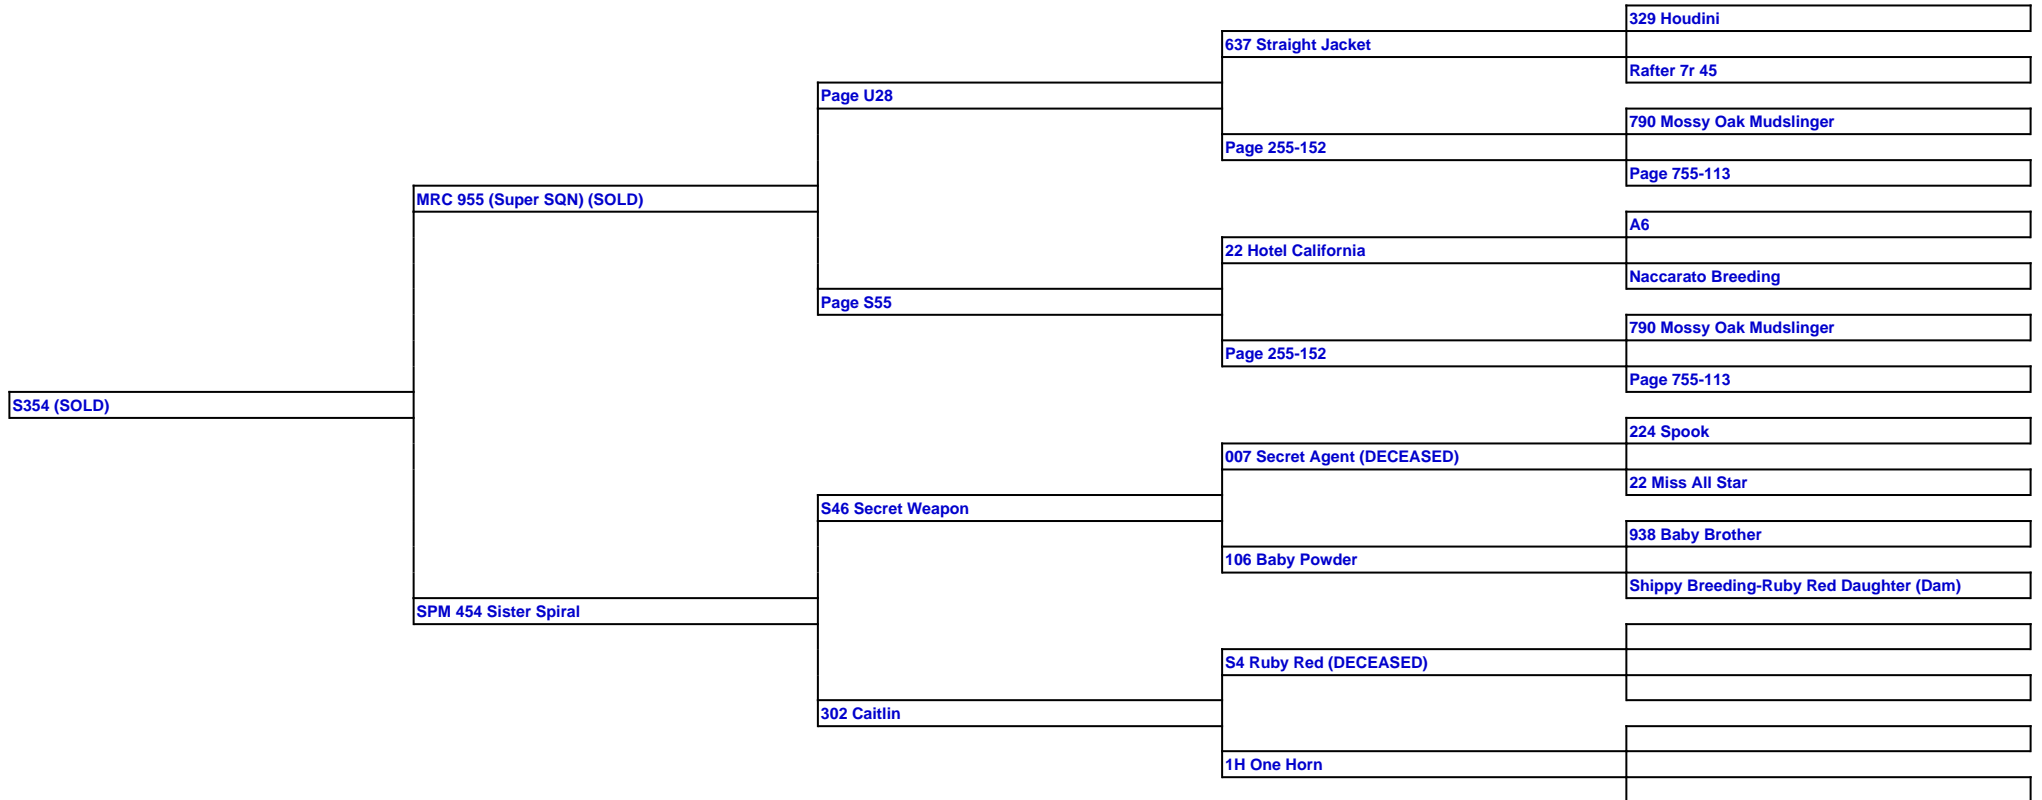 329 Houdini
637 Straight Jacket
Rafter 7r 45
Page U28
790 Mossy Oak Mudslinger
Page 255-152
Page 755-113
MRC 955 (Super SQN) (SOLD)
A6
22 Hotel California
Naccarato Breeding
Page S55
790 Mossy Oak Mudslinger
Page 255-152
Page 755-113
S354 (SOLD)
224 Spook
007 Secret Agent (DECEASED)
22 Miss All Star
S46 Secret Weapon
938 Baby Brother
106 Baby Powder
Shippy Breeding-Ruby Red Daughter (Dam)
SPM 454 Sister Spiral
S4 Ruby Red (DECEASED)
302 Caitlin
1H One Horn